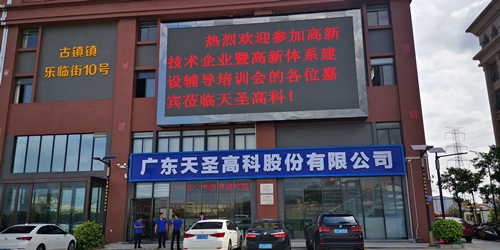 古镇镇
乐临街10号
热烈欢迎参加高新
技术企业暨高新体系建
设辅导培训会的各位嘉
宾莅临天圣高科！
广东天圣高科股份有限公司